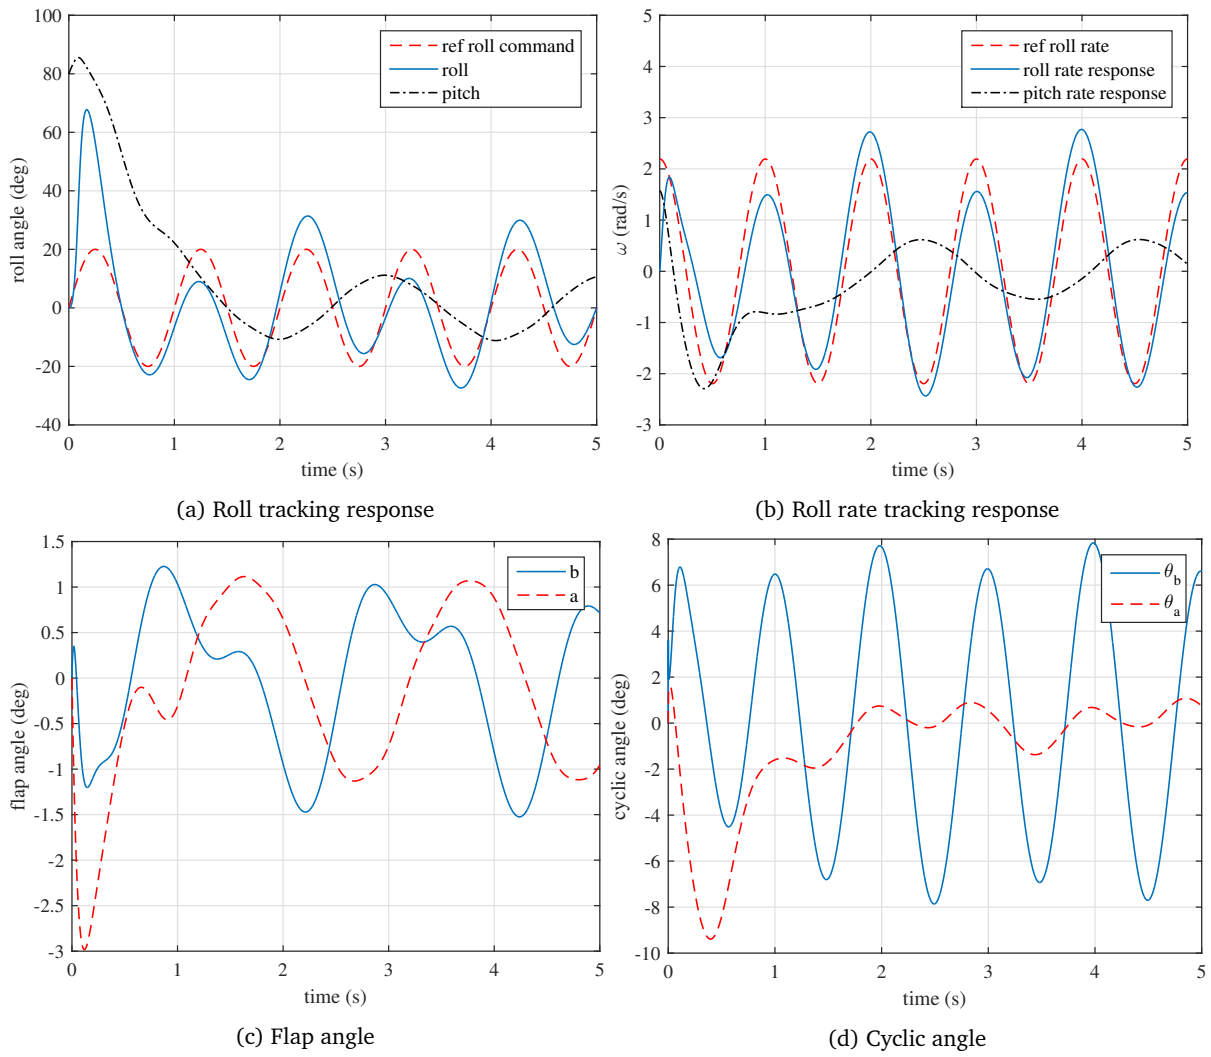 100
80
60
40
20
0
-20
-40
roll angle (deg)
ref roll command
roll
pitch
0 1 2 3 4 5
time (s)
(a) Roll tracking response
5
4
3
2
1
0
-1
-2
-3
ω (rad/s)
ref roll rate
roll rate response
pitch rate response
0 1 2 3 4 5
time (s)
(b) Roll rate tracking response
1.5
1
0.5
0
-0.5
-1
-1.5
-2
-2.5
-3
flap angle (deg)
b
a
0 1 2 3 4 5
time (s)
(c) Flap angle
8
6
4
2
0
-2
-4
-6
-8
-10
cyclic angle (deg)
θ_b
θ_a
0 1 2 3 4 5
time (s)
(d) Cyclic angle